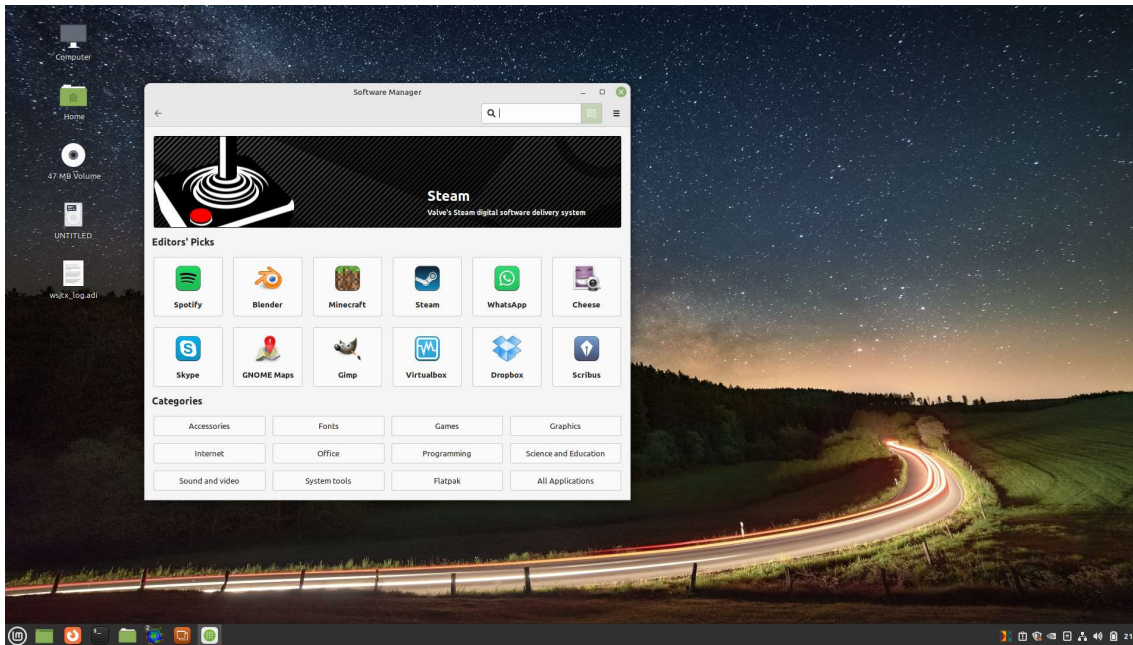 Computer
Home
47 MB Volume
UNTITLED
wsjtx_log.adi
Software Manager
Steam
Valve's Steam digital software delivery system
Editors' Picks
Spotify
Blender
Minecraft
Steam
WhatsApp
Cheese
Skype
GNOME Maps
Gimp
Virtualbox
Dropbox
Scribus
Categories
Accessories
Fonts
Games
Graphics
Internet
Office
Programming
Science and Education
Sound and video
System tools
Flatpak
All Applications
2
21